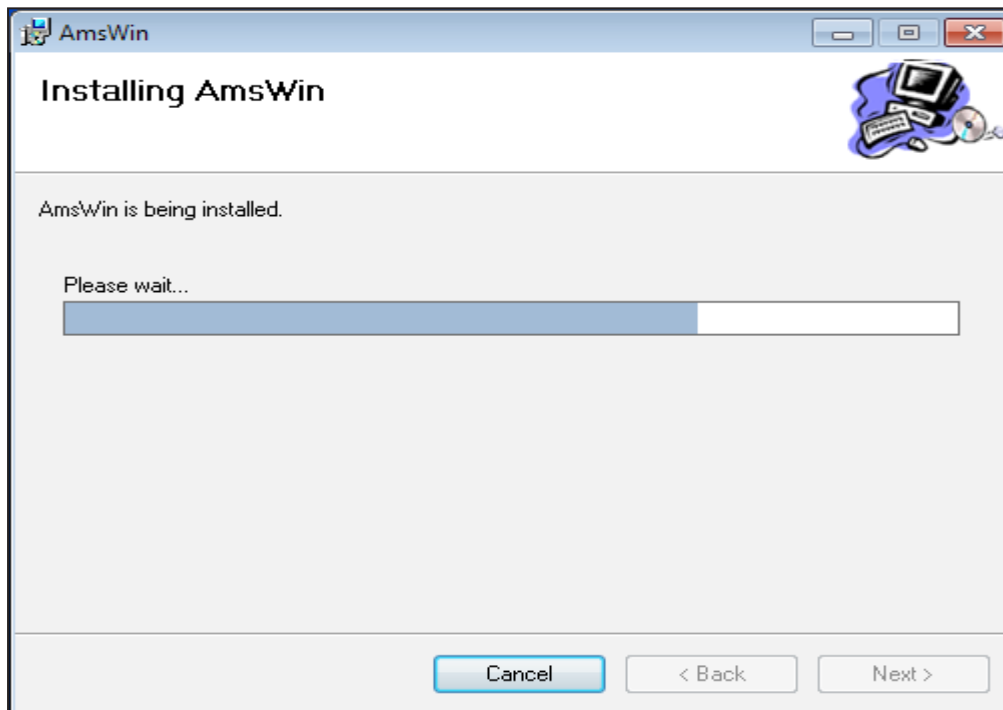 AmsWin
Installing AmsWin
AmsWin is being installed.
Please wait...
Cancel
< Back
Next >